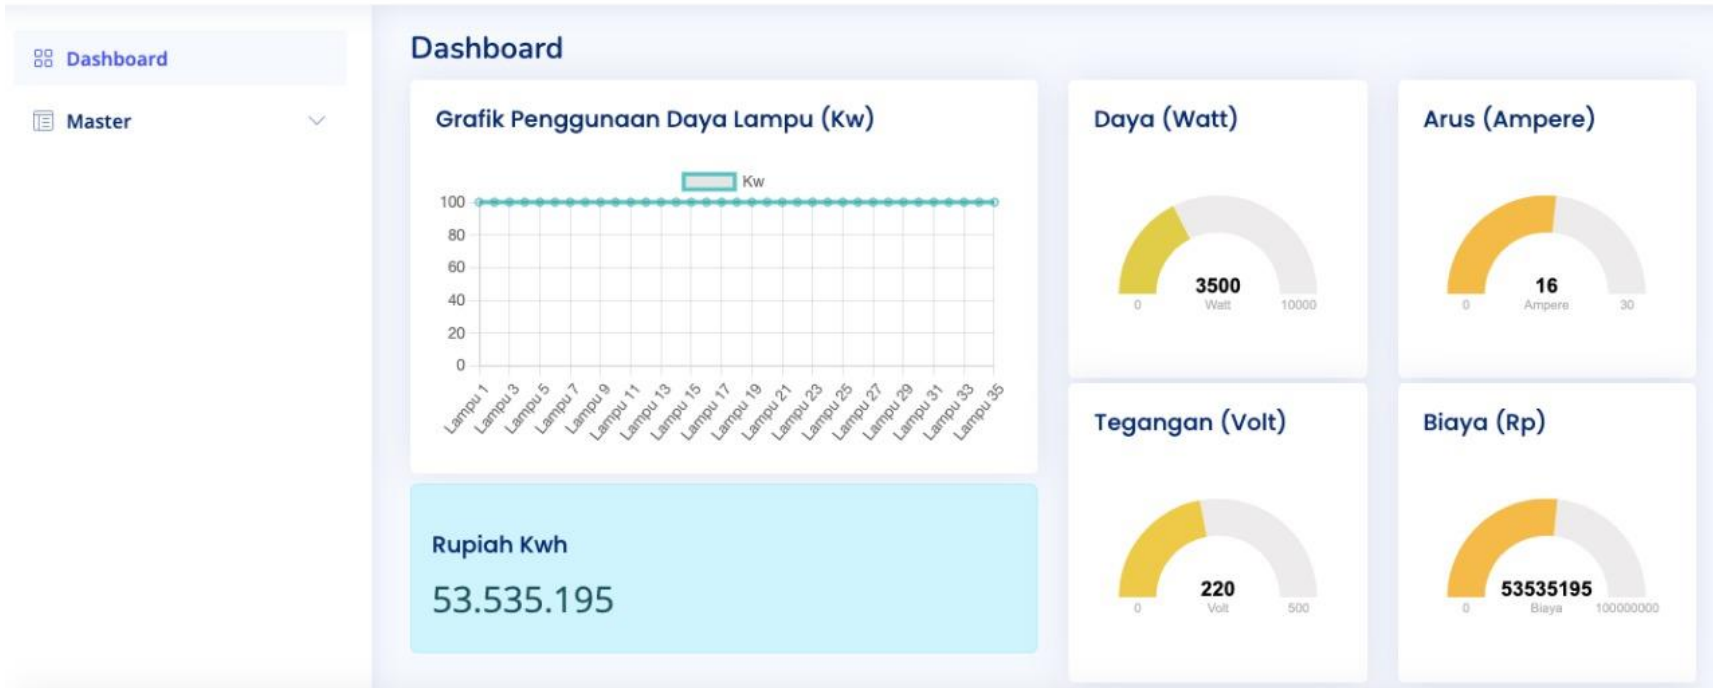 Dashboard
Master
Dashboard
Grafik Penggunaan Daya Lampu (Kw)
Kw
100
80
60
40
20
0
Lampu 1
Lampu 3
Lampu 5
Lampu 7
Lampu 9
Lampu 11
Lampu 13
Lampu 15
Lampu 17
Lampu 19
Lampu 21
Lampu 23
Lampu 25
Lampu 27
Lampu 29
Lampu 31
Lampu 33
Lampu 35
Rupiah Kwh
53.535.195
Daya (Watt)
3500
0 Watt 10000
Arus (Ampere)
16
0 Ampere 30
Tegangan (Volt)
220
0 Volt 500
Biaya (Rp)
53535195
0 Biaya 100000000